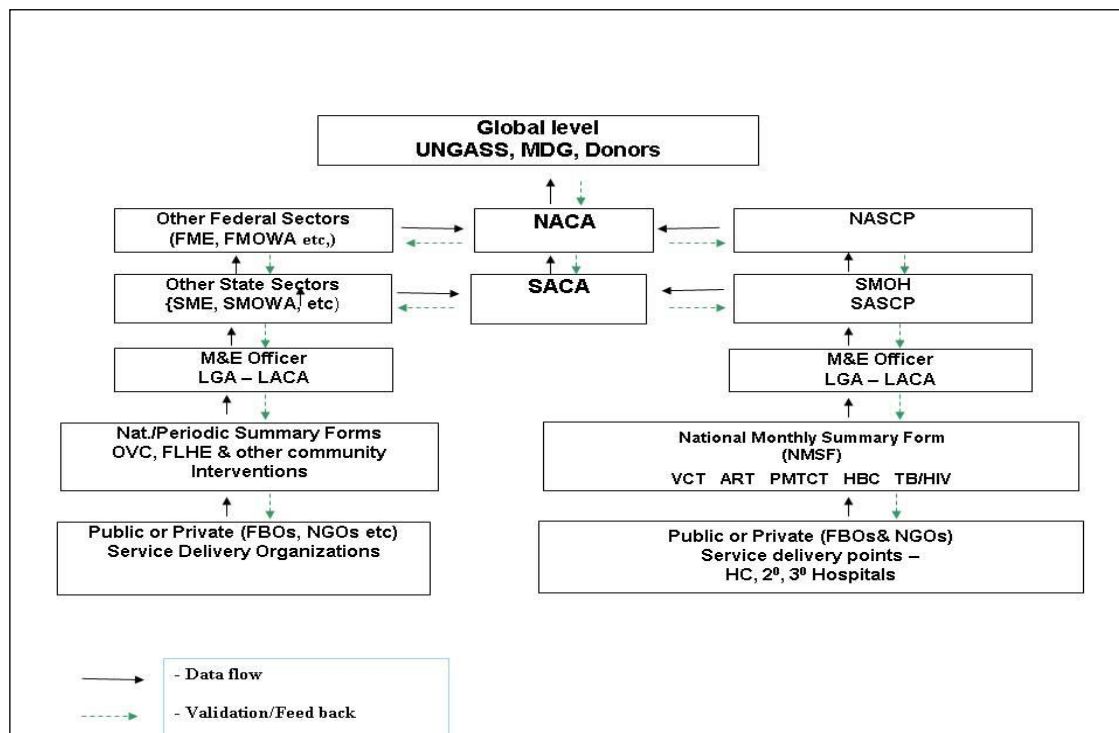 Global level
UNGASS, MDG, Donors
Other Federal Sectors
(FME, FMOWA etc,)
NACA
NASCP
Other State Sectors
{SME, SMOWA, etc)
SACA
SMOH
SASCP
M&E Officer
LGA – LACA
M&E Officer
LGA – LACA
Nat./Periodic Summary Forms
OVC, FLHE & other community
Interventions
National Monthly Summary Form
(NMSF)
VCT ART PMTCT HBC TB/HIV
Public or Private (FBOs, NGOs etc)
Service Delivery Organizations
Public or Private (FBOs& NGOs)
Service delivery points –
HC, 2⁰, 3⁰ Hospitals
- Data flow
- Validation/Feed back